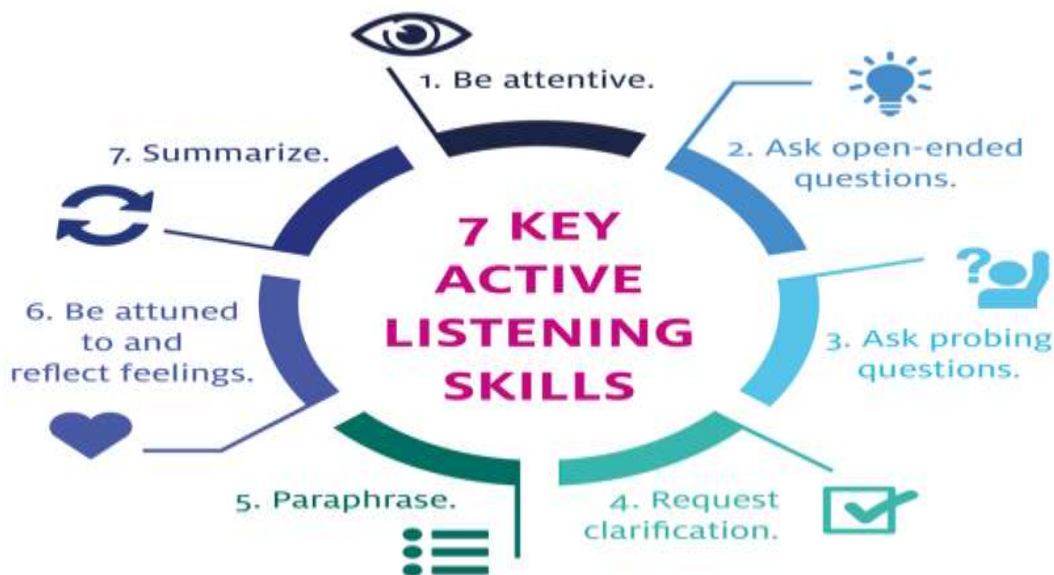 1. Be attentive.
2. Ask open-ended
questions.
3. Ask probing
questions.
4. Request
clarification.
5. Paraphrase.
6. Be attuned
to and
reflect feelings.
7. Summarize.
7 KEY
ACTIVE
LISTENING
SKILLS
?